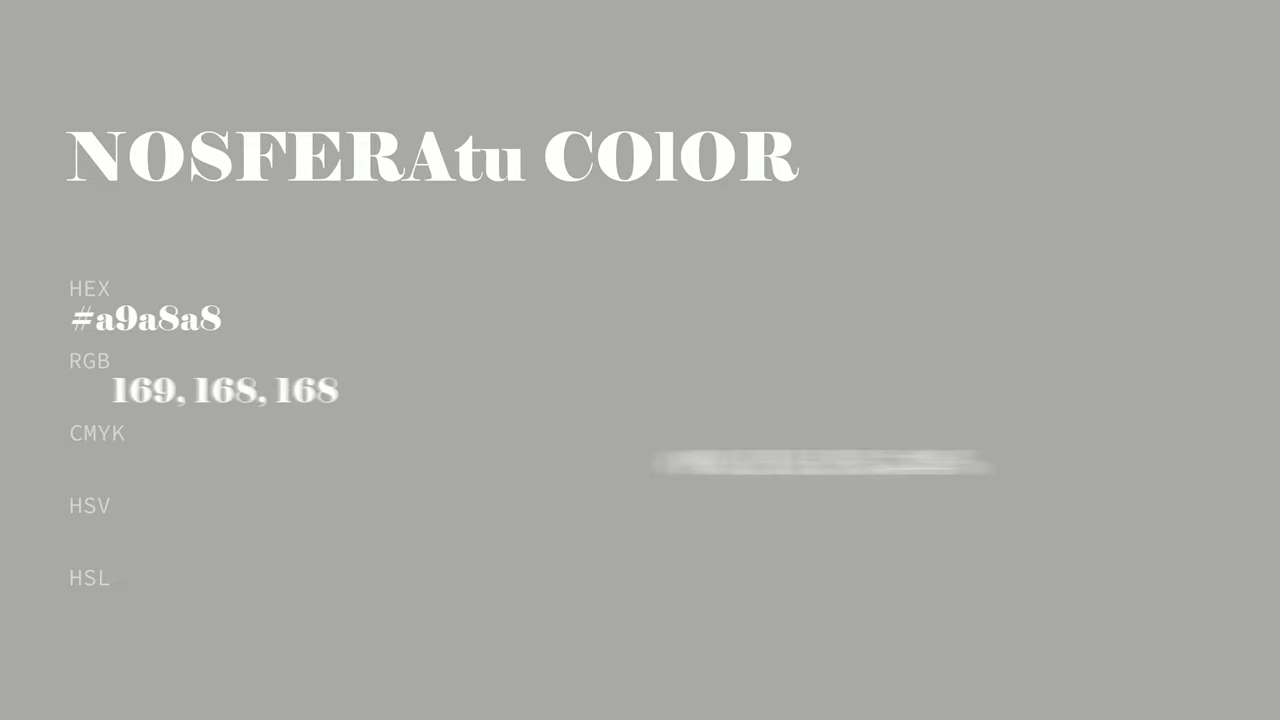 NOSFERAtu COlOR
HEX
#a9a8a8
RGB
169, 168, 168
CMYK
HSV
HSL